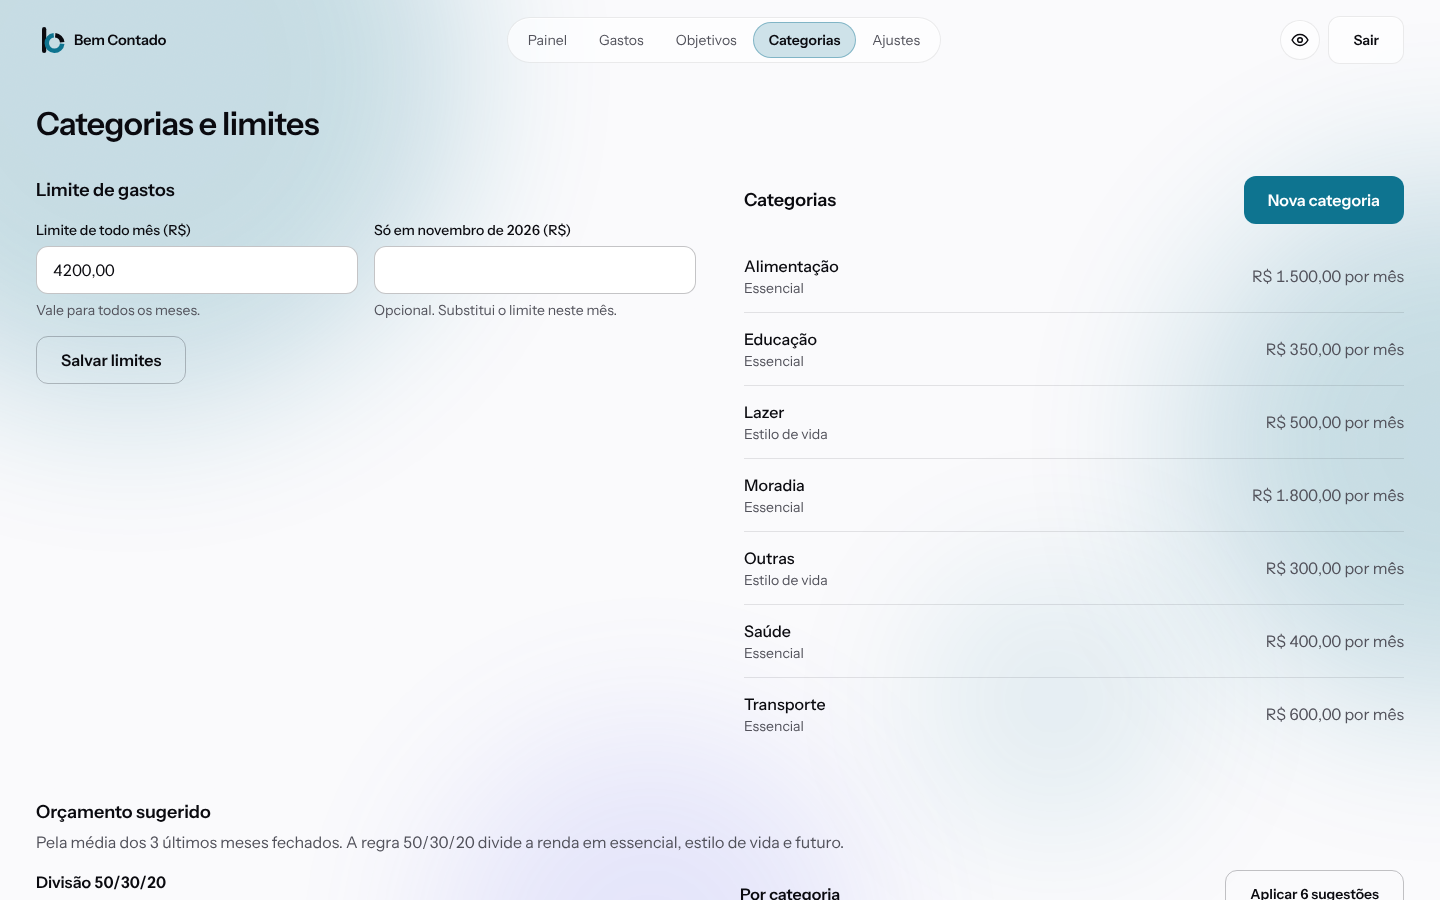 Bem Contado
Painel
Gastos
Objetivos
Categorias
Ajustes
Sair
Categorias e limites
Limite de gastos
Limite de todo mês (R$)
4200,00
Vale para todos os meses.
Só em novembro de 2026 (R$)
Opcional. Substitui o limite neste mês.
Salvar limites
Categorias
Nova categoria
Alimentação
Essencial
R$ 1.500,00 por mês
Educação
Essencial
R$ 350,00 por mês
Lazer
Estilo de vida
R$ 500,00 por mês
Moradia
Essencial
R$ 1.800,00 por mês
Outras
Estilo de vida
R$ 300,00 por mês
Saúde
Essencial
R$ 400,00 por mês
Transporte
Essencial
R$ 600,00 por mês
Orçamento sugerido
Pela média dos 3 últimos meses fechados. A regra 50/30/20 divide a renda em essencial, estilo de vida e futuro.
Divisão 50/30/20
Por categoria
Aplicar 6 sugestões